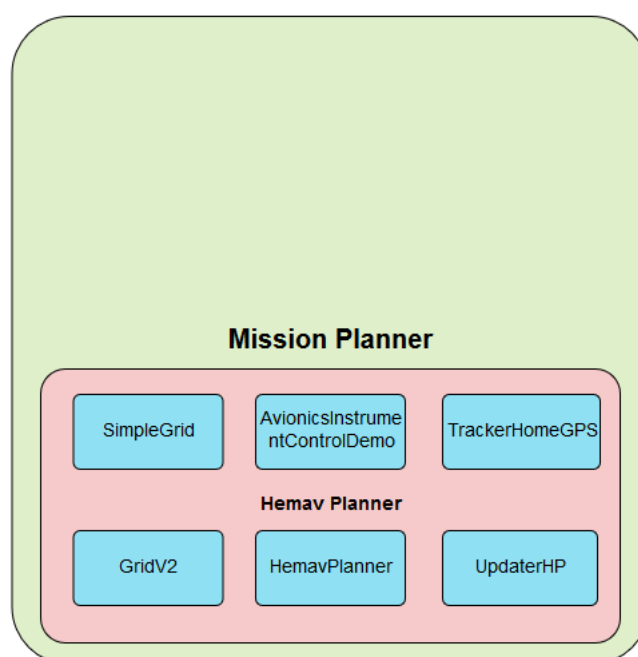 Mission Planner
SimpleGrid
AvionicsInstrume
ntControlDemo
TrackerHomeGPS
Hemav Planner
GridV2
HemavPlanner
UpdaterHP